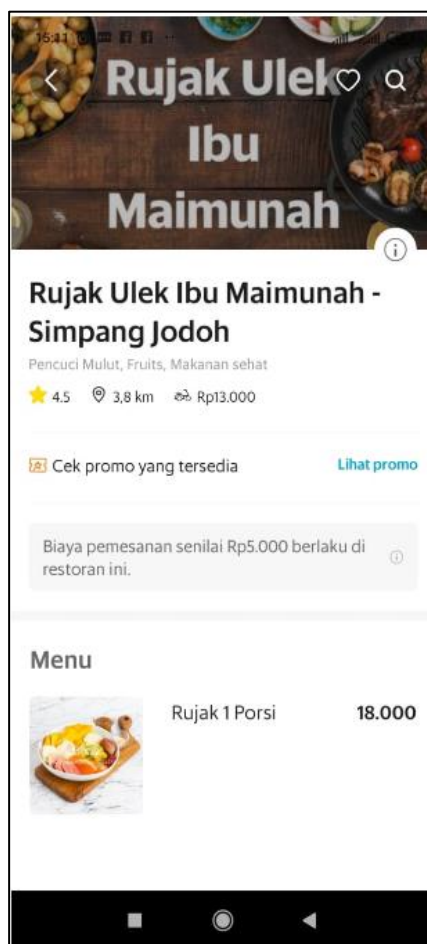 15:11
Rujak Ulek
Ibu
Maimunah
Rujak Ulek Ibu Maimunah -
Simpang Jodoh
Pencuci Mulut, Fruits, Makanan sehat
4.5 3,8 km Rp13.000
Cek promo yang tersedia Lihat promo
Biaya pemesanan senilai Rp5.000 berlaku di
restoran ini.
Menu
Rujak 1 Porsi 18.000